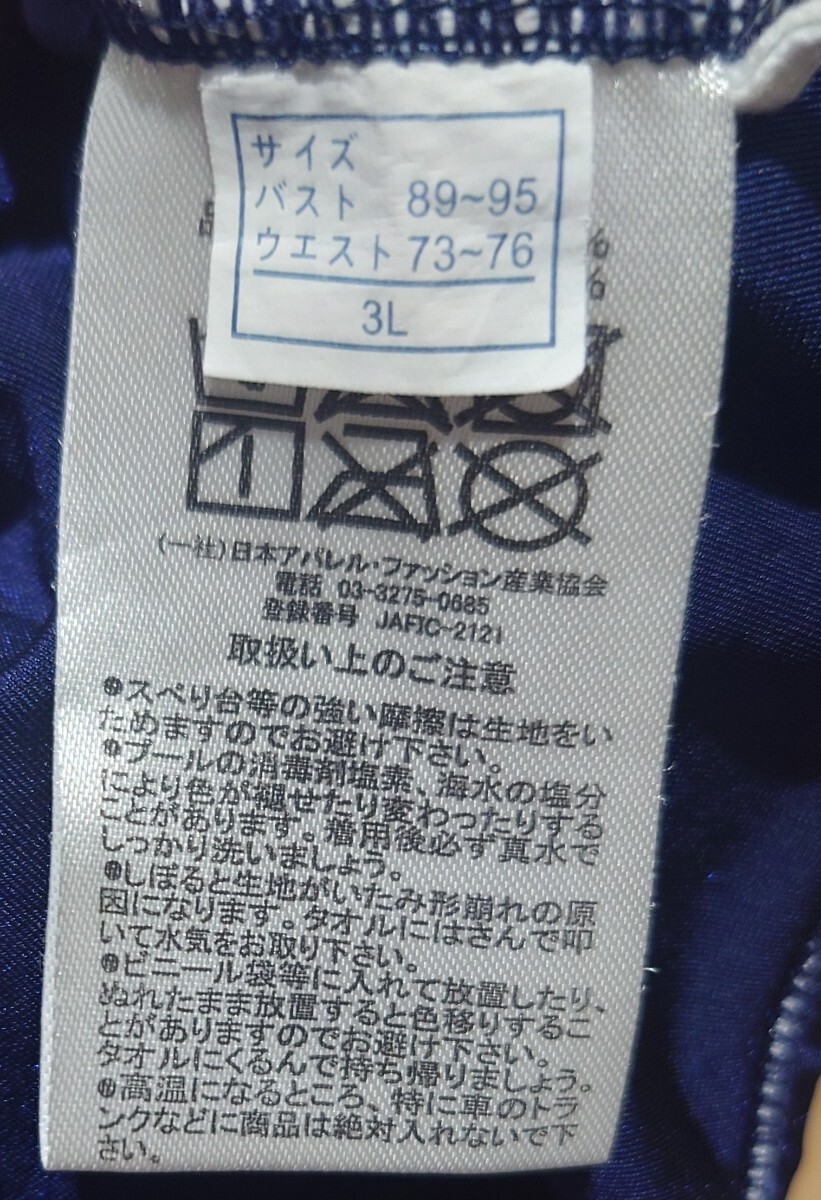 サイズ
バスト 89~95
ウエスト 73~76
3L
(一社)日本アパレル・ファッション産業協会
電話 03-3275-0685
登録番号 JAFIC-2121
取扱い上のご注意
●スベリ台等の強い摩擦は生地をい
ためますのでお避け下さい。
●プールの消毒剤塩素、海水の塩分
により色が褪せたり変わったりする
ことがあります。着用後必ず真水で
しっかり洗いましょう。
●しぼると生地がいたみ形崩れの原
因になります。タオルにはさんで叩
いて水気をお取り下さい。
●ビニール袋等に入れて放置したり、
ぬれたまま放置すると色移りするこ
とがありますのでお避け下さい。
タオルにくるんで持ち帰りましょう。
●高温になるところ、特に車のトラ
ンクなどに商品は絶対入れないで下
さい。